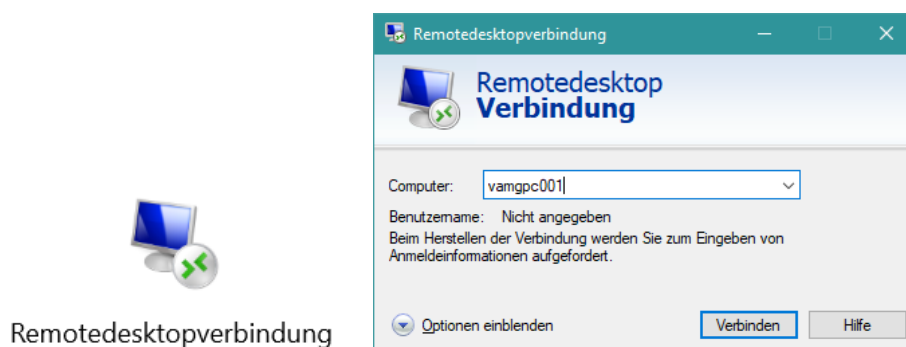 Remotedesktopverbindung
Remotedesktopverbindung
Remotedesktop
Verbindung
Computer: vamgpc001
Benutzername: Nicht angegeben
Beim Herstellen der Verbindung werden Sie zum Eingeben von
Anmeldeinformationen aufgefordert.
Optionen einblenden Verbinden Hilfe